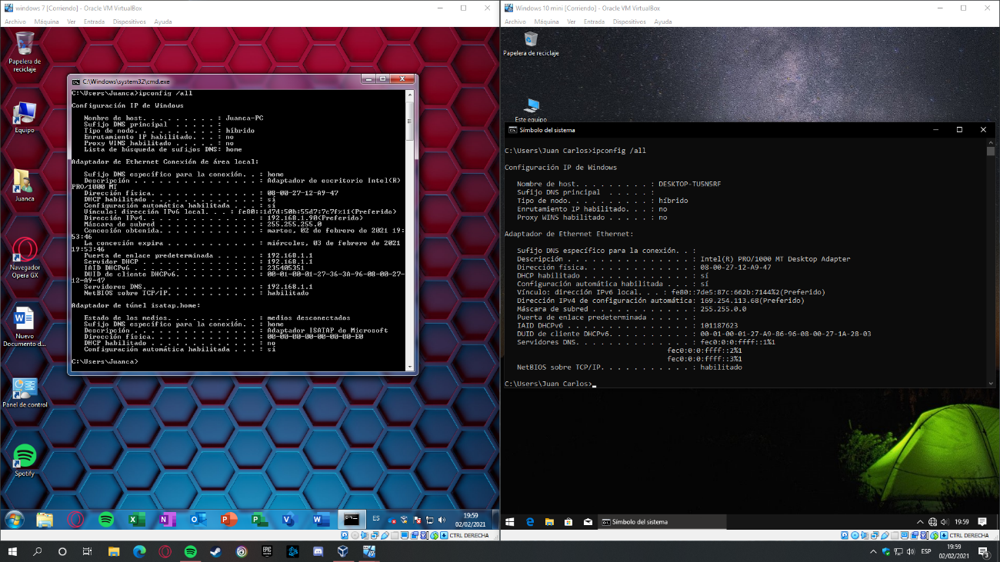 windows 7 [Corriendo] - Oracle VM VirtualBox
Archivo Máquina Ver Entrada Dispositivos Ayuda
Papelera de
reciclaje
Equipo
Juanca
Navegador
Opera GX
Nuevo
Documento d...
Panel de control
Spotify
C:\Windows\system32\cmd.exe
C:\Users\Juanca>ipconfig /all
Configuración IP de Windows
Nombre de host. . . . . . . . . : Juanca-PC
Sufijo DNS principal . . . . . :
Tipo de nodo. . . . . . . . . . : híbrido
Enrutamiento IP habilitado. . . : no
Proxy WINS habilitado . . . . . : no
Lista de búsqueda de sufijos DNS: home
Adaptador de Ethernet Conexión de área local:
Sufijo DNS específico para la conexión. . : home
Descripción . . . . . . . . . . . . . . . : Adaptador de escritorio Intel(R)
PRO/1000 MT
Dirección física. . . . . . . . . . . . . : 08-00-27-12-A9-47
DHCP habilitado . . . . . . . . . . . . . : sí
Configuración automática habilitada . . . : sí
Vínculo: dirección IPv6 local. . . : fe80::1d7d:50b:55d7:7c7f%11(Preferido)
Dirección IPv4. . . . . . . . . . . . . . : 192.168.1.90(Preferido)
Máscara de subred . . . . . . . . . . . . : 255.255.255.0
Concesión obtenida. . . . . . . . . . . . : martes, 02 de febrero de 2021 19:
53:46
La concesión expira . . . . . . . . . . . : miércoles, 03 de febrero de 2021
19:53:46
Puerta de enlace predeterminada . . . . . : 192.168.1.1
Servidor DHCP . . . . . . . . . . . . . . : 192.168.1.1
IAID DHCPv6 . . . . . . . . . . . . . . . : 235405351
DUID de cliente DHCPv6. . . . . . . . . . : 00-01-00-01-27-36-3A-96-08-00-27-
12-A9-47
Servidores DNS. . . . . . . . . . . . . . : 192.168.1.1
NetBIOS sobre TCP/IP. . . . . . . . . . . : habilitado
Adaptador de túnel isatap.home:
Estado de los medios. . . . . . . . . . . : medios desconectados
Sufijo DNS específico para la conexión. . : home
Descripción . . . . . . . . . . . . . . . : Adaptador ISATAP de Microsoft
Dirección física. . . . . . . . . . . . . : 00-00-00-00-00-00-00-E0
DHCP habilitado . . . . . . . . . . . . . : no
Configuración automática habilitada . . . : sí
C:\Users\Juanca>
ES
19:59
02/02/2021
CTRL DERECHA
Windows 10 mini [Corriendo] - Oracle VM VirtualBox
Archivo Máquina Ver Entrada Dispositivos Ayuda
Papelera de reciclaje
Este equipo
Símbolo del sistema
C:\Users\Juan Carlos>ipconfig /all
Configuración IP de Windows
Nombre de host. . . . . . . . . : DESKTOP-TU5N5RF
Sufijo DNS principal . . . . . :
Tipo de nodo. . . . . . . . . . : híbrido
Enrutamiento IP habilitado. . . : no
Proxy WINS habilitado . . . . . : no
Adaptador de Ethernet Ethernet:
Sufijo DNS específico para la conexión. . :
Descripción . . . . . . . . . . . . . . . : Intel(R) PRO/1000 MT Desktop Adapter
Dirección física. . . . . . . . . . . . . : 08-00-27-12-A9-47
DHCP habilitado . . . . . . . . . . . . . : sí
Configuración automática habilitada . . . : sí
Vínculo: dirección IPv6 local. . . : fe80::7de5:87c:662b:7144%2(Preferido)
Dirección IPv4 de configuración automática: 169.254.113.68(Preferido)
Máscara de subred . . . . . . . . . . . . : 255.255.0.0
Puerta de enlace predeterminada . . . . . :
IAID DHCPv6 . . . . . . . . . . . . . . . : 101187623
DUID de cliente DHCPv6. . . . . . . . . . : 00-01-00-01-27-A9-86-96-08-00-27-1A-28-03
Servidores DNS. . . . . . . . . . . . . . : fec0:0:0:ffff::1%1
fec0:0:0:ffff::2%1
fec0:0:0:ffff::3%1
NetBIOS sobre TCP/IP. . . . . . . . . . . : habilitado
C:\Users\Juan Carlos>
Símbolo del sistema
19:59
CTRL DERECHA
ESP
19:59
02/02/2021
3